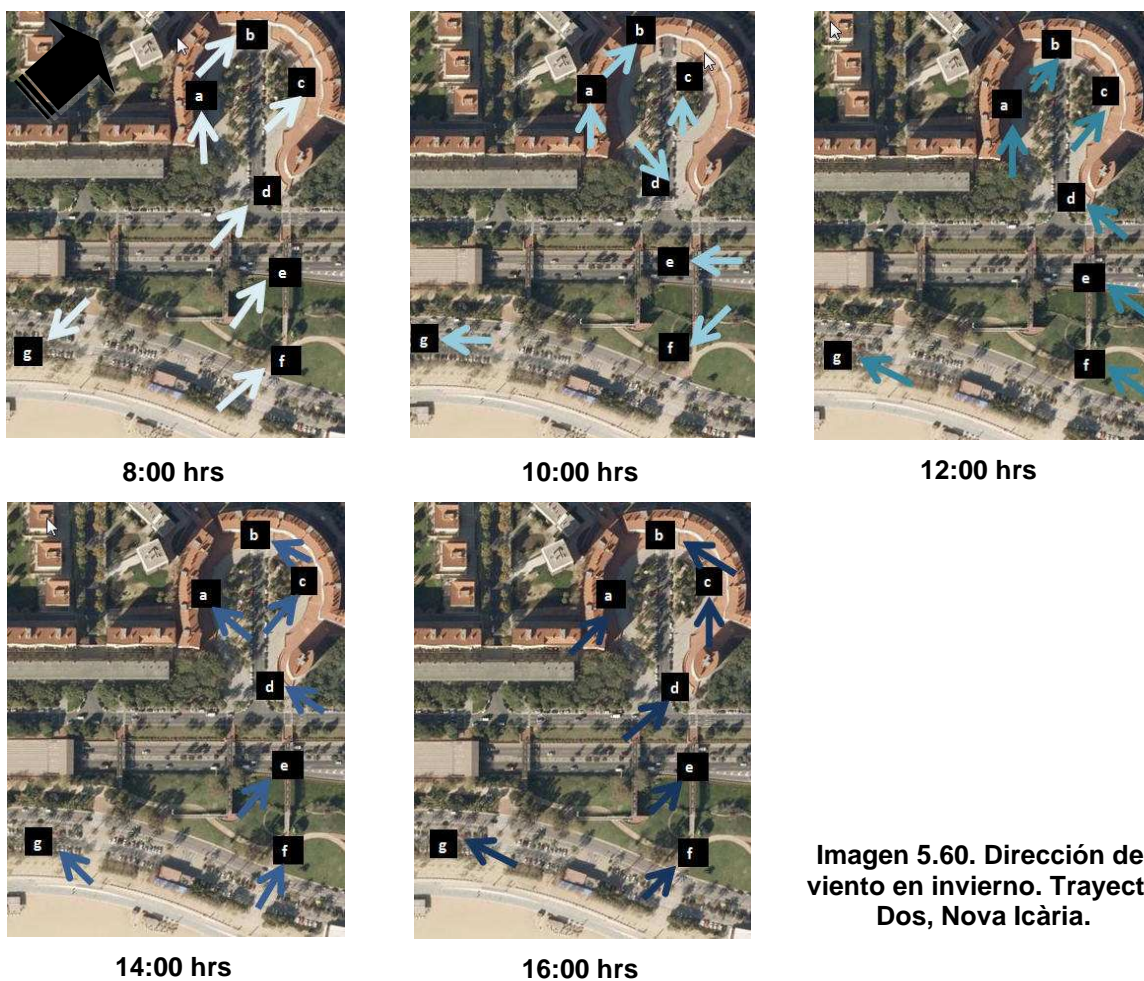 b
a
c
d
e
g
f
b
a
c
d
e
g
f
b
a
c
d
e
g
f
8:00 hrs
10:00 hrs
12:00 hrs
b
a
c
d
e
g
f
b
a
c
d
e
g
f
14:00 hrs
16:00 hrs
Imagen 5.60. Dirección de
viento en invierno. Trayect
Dos, Nova Icària.